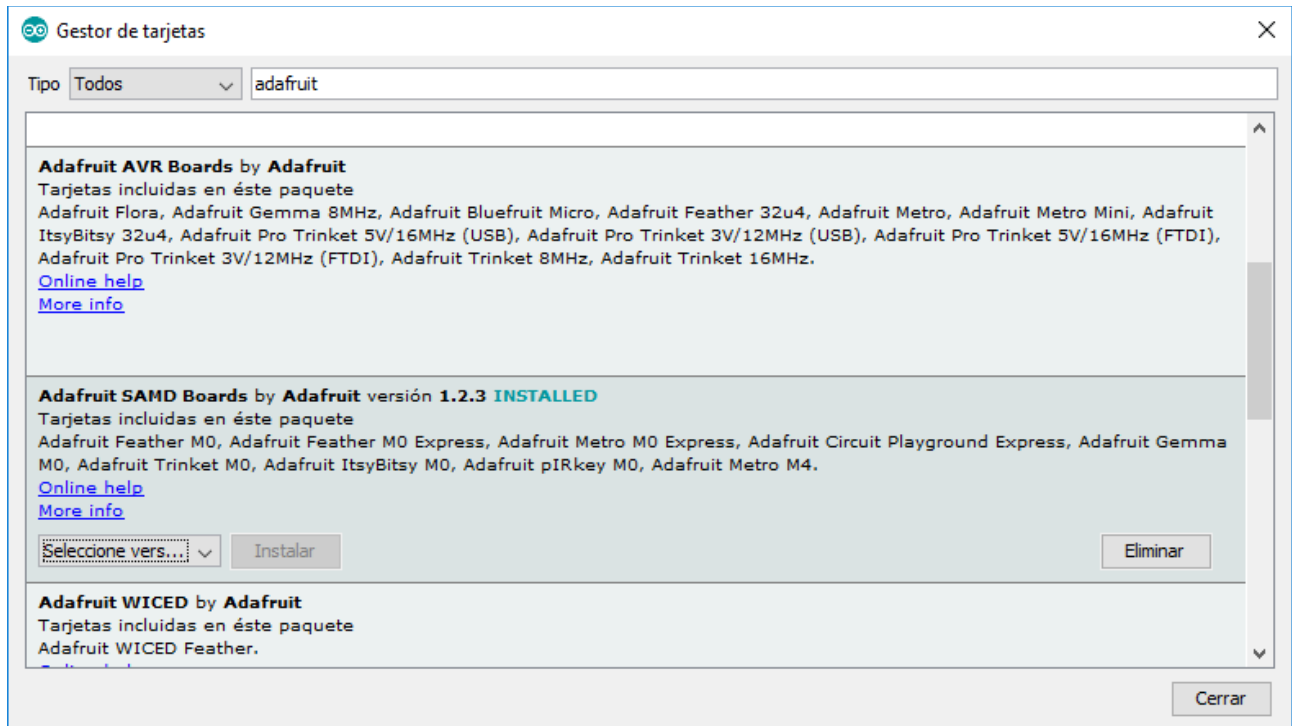 Gestor de tarjetas
Tipo Todos adafruit
Adafruit AVR Boards by Adafruit
Tarjetas incluidas en éste paquete
Adafruit Flora, Adafruit Gemma 8MHz, Adafruit Bluefruit Micro, Adafruit Feather 32u4, Adafruit Metro, Adafruit Metro Mini, Adafruit
ItsyBitsy 32u4, Adafruit Pro Trinket 5V/16MHz (USB), Adafruit Pro Trinket 3V/12MHz (USB), Adafruit Pro Trinket 5V/16MHz (FTDI),
Adafruit Pro Trinket 3V/12MHz (FTDI), Adafruit Trinket 8MHz, Adafruit Trinket 16MHz.
Online help
More info
Adafruit SAMD Boards by Adafruit versión 1.2.3 INSTALLED
Tarjetas incluidas en éste paquete
Adafruit Feather M0, Adafruit Feather M0 Express, Adafruit Metro M0 Express, Adafruit Circuit Playground Express, Adafruit Gemma
M0, Adafruit Trinket M0, Adafruit ItsyBitsy M0, Adafruit pIRkey M0, Adafruit Metro M4.
Online help
More info
Seleccione vers... Instalar Eliminar
Adafruit WICED by Adafruit
Tarjetas incluidas en éste paquete
Adafruit WICED Feather.
Cerrar